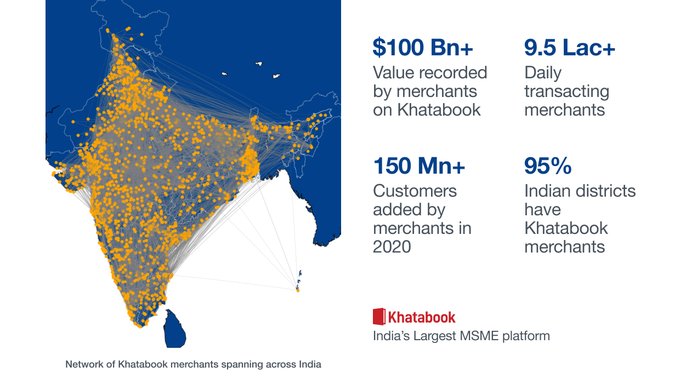 $100 Bn+
Value recorded
by merchants
on Khatabook
9.5 Lac+
Daily
transacting
merchants
150 Mn+
Customers
added by
merchants in
2020
95%
Indian districts
have
Khatabook
merchants
Khatabook
India's Largest MSME platform
Network of Khatabook merchants spanning across India